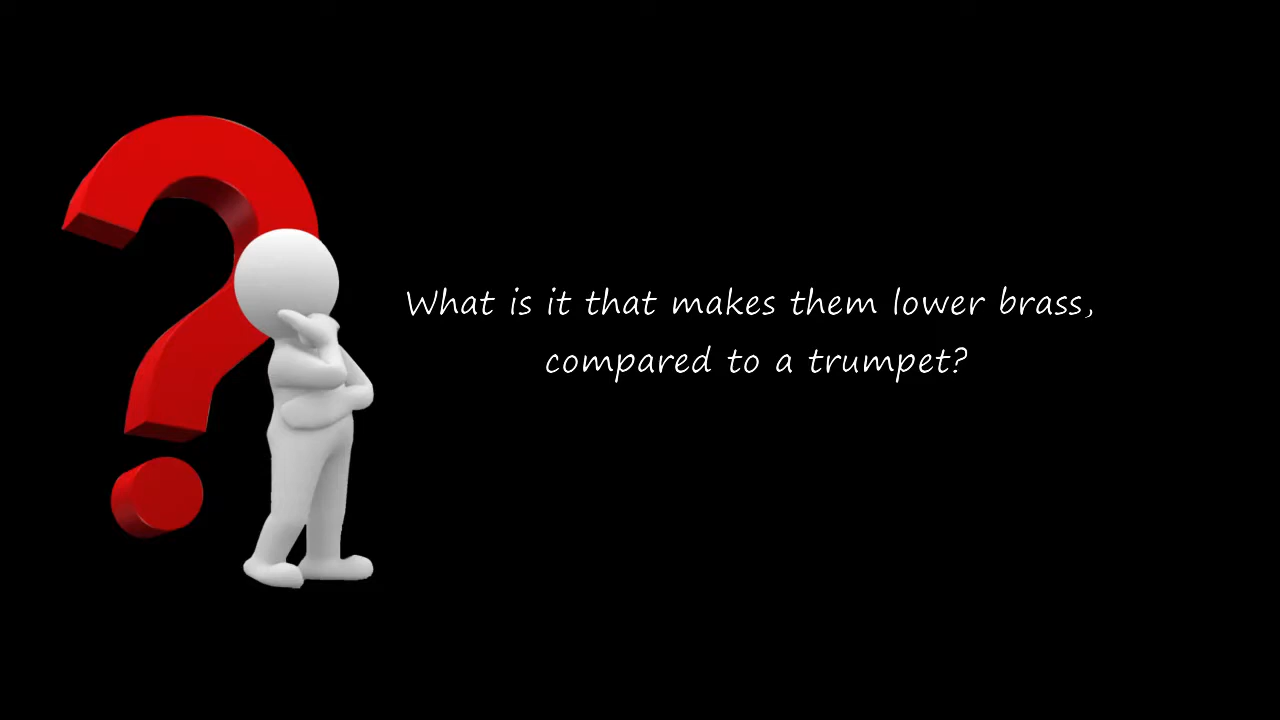 What is it that makes them lower brass,
compared to a trumpet?